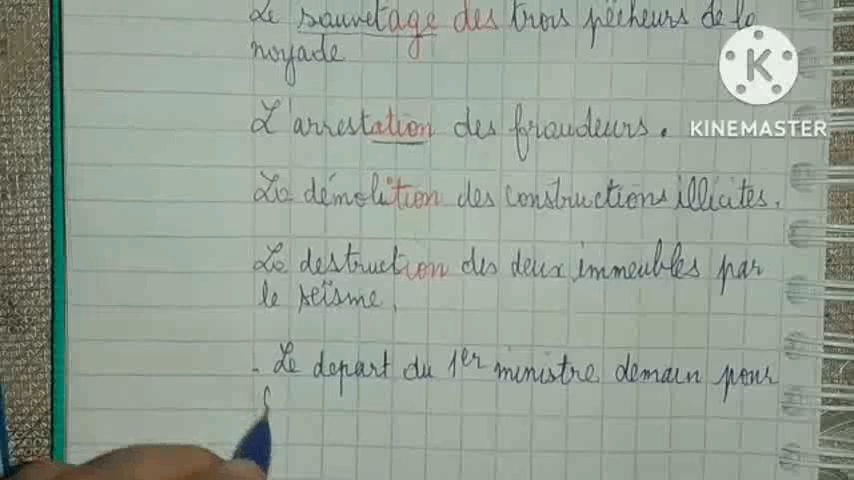 Le sauvetage des trois pêcheurs de la
noyade
L'arrestation des fraudeurs.
La démolition des constructions illicites.
La destruction des deux immeubles par
le seïsme.
- Le depart du 1er ministre demain pour
K
KINEMASTER